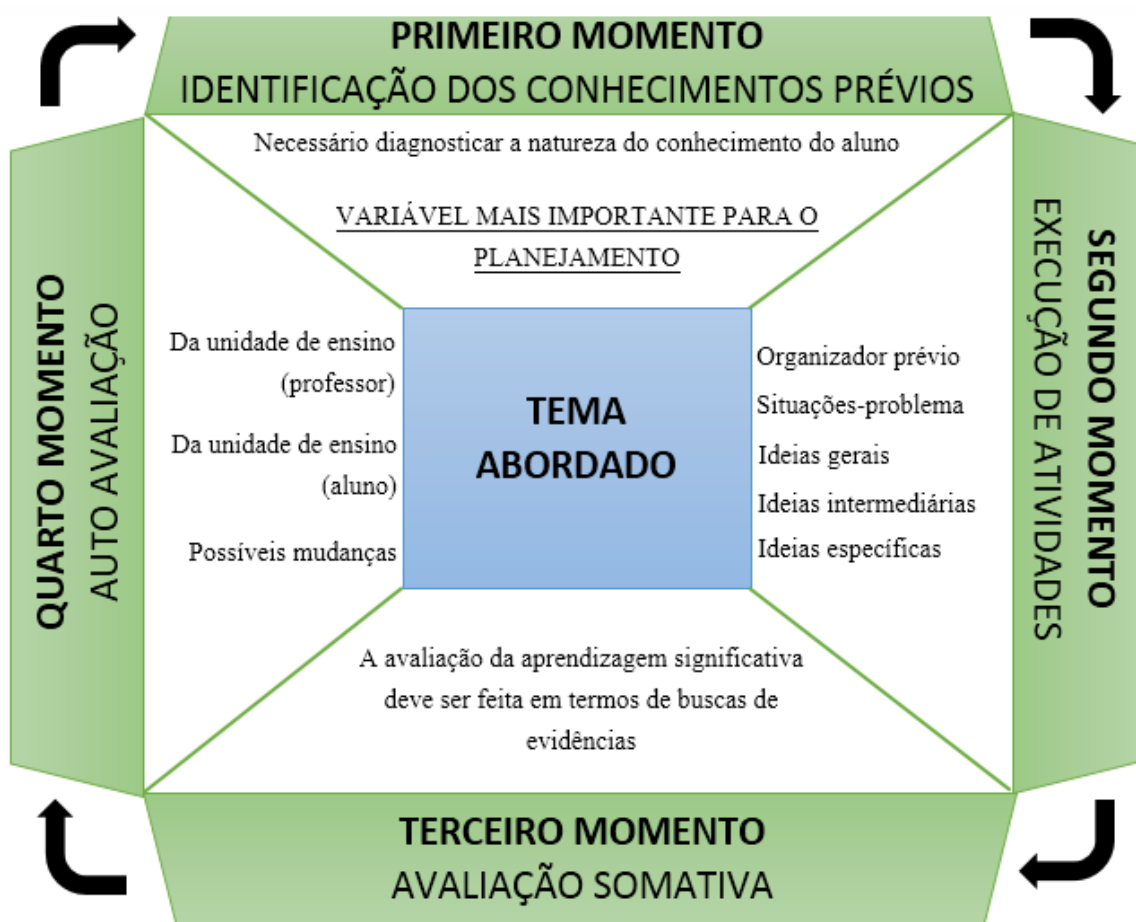 PRIMEIRO MOMENTO
IDENTIFICAÇÃO DOS CONHECIMENTOS PRÉVIOS
Necessário diagnosticar a natureza do conhecimento do aluno
VARIÁVEL MAIS IMPORTANTE PARA O
PLANEJAMENTO
SEGUNDO MOMENTO
EXECUÇÃO DE ATIVIDADES
Organizador prévio
Situações-problema
Ideias gerais
Ideias intermediárias
Ideias específicas
TEMA
ABORDADO
TERCEIRO MOMENTO
AVALIAÇÃO SOMATIVA
A avaliação da aprendizagem significativa
deve ser feita em termos de buscas de
evidências
QUARTO MOMENTO
AUTO AVALIAÇÃO
Da unidade de ensino
(professor)
Da unidade de ensino
(aluno)
Possíveis mudanças